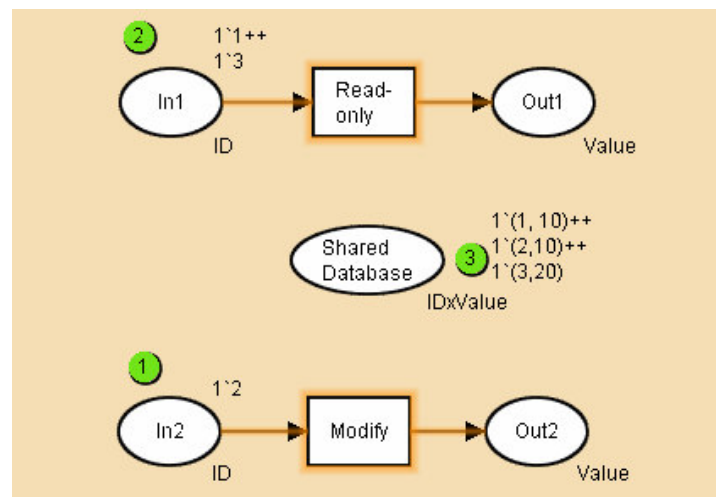 2
1`1++
1`3
In1
Read-
only
Out1
ID
Value
Shared
Database
3
1`(1, 10)++
1`(2,10)++
1`(3,20)
IDxValue
1
1`2
In2
Modify
Out2
ID
Value